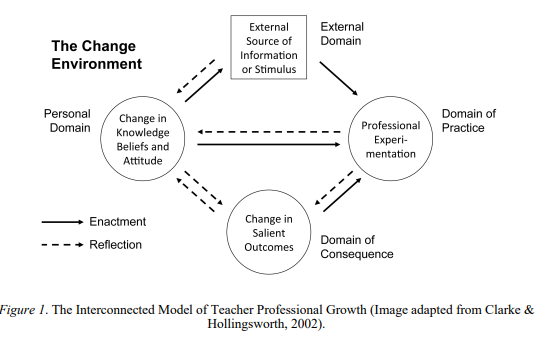 The Change
Environment
External
Source of
Information
or Stimulus
External
Domain
Personal
Domain
Change in
Knowledge
Beliefs and
Attitude
Professional
Experi-
mentation
Domain of
Practice
Change in
Salient
Outcomes
Domain of
Consequence
Enactment
Reflection
Figure 1. The Interconnected Model of Teacher Professional Growth (Image adapted from Clarke &
Hollingsworth, 2002).